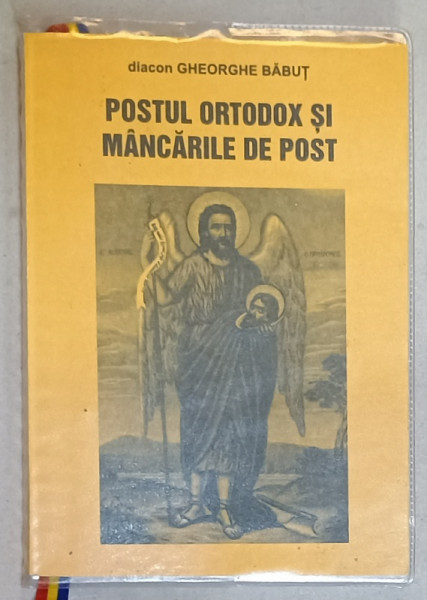 diacon GHEORGHE BĂBUȚ
POSTUL ORTODOX ȘI
MÂNCĂRILE DE POST